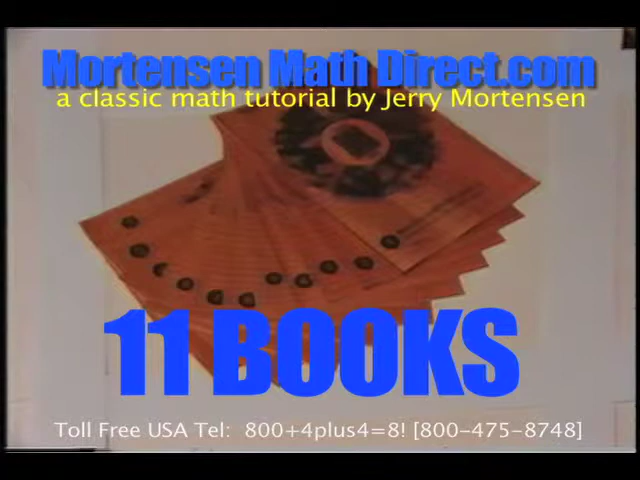 Mortensen Math Direct.com
a classic math tutorial by Jerry Mortensen
11 BOOKS
Toll Free USA Tel: 800+4plus4=8! [800-475-8748]